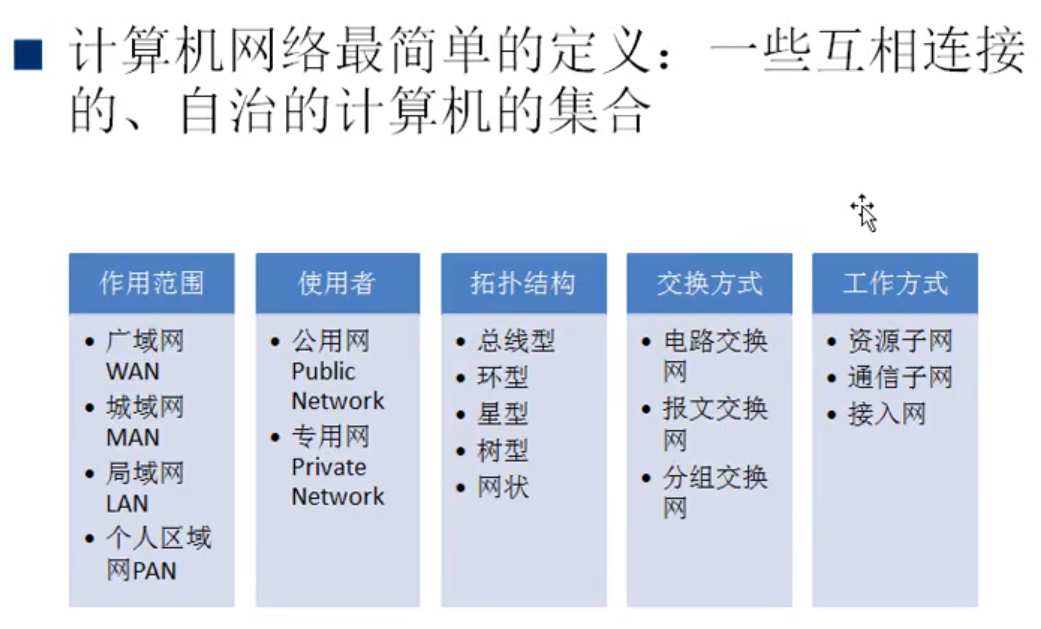 计算机网络最简单的定义：一些互相连接
的、自治的计算机的集合
作用范围
广域网
WAN
城域网
MAN
局域网
LAN
个人区域
网PAN
使用者
公用网
Public
Network
专用网
Private
Network
拓扑结构
总线型
环型
星型
树型
网状
交换方式
电路交换
网
报文交换
网
分组交换
网
工作方式
资源子网
通信子网
接入网